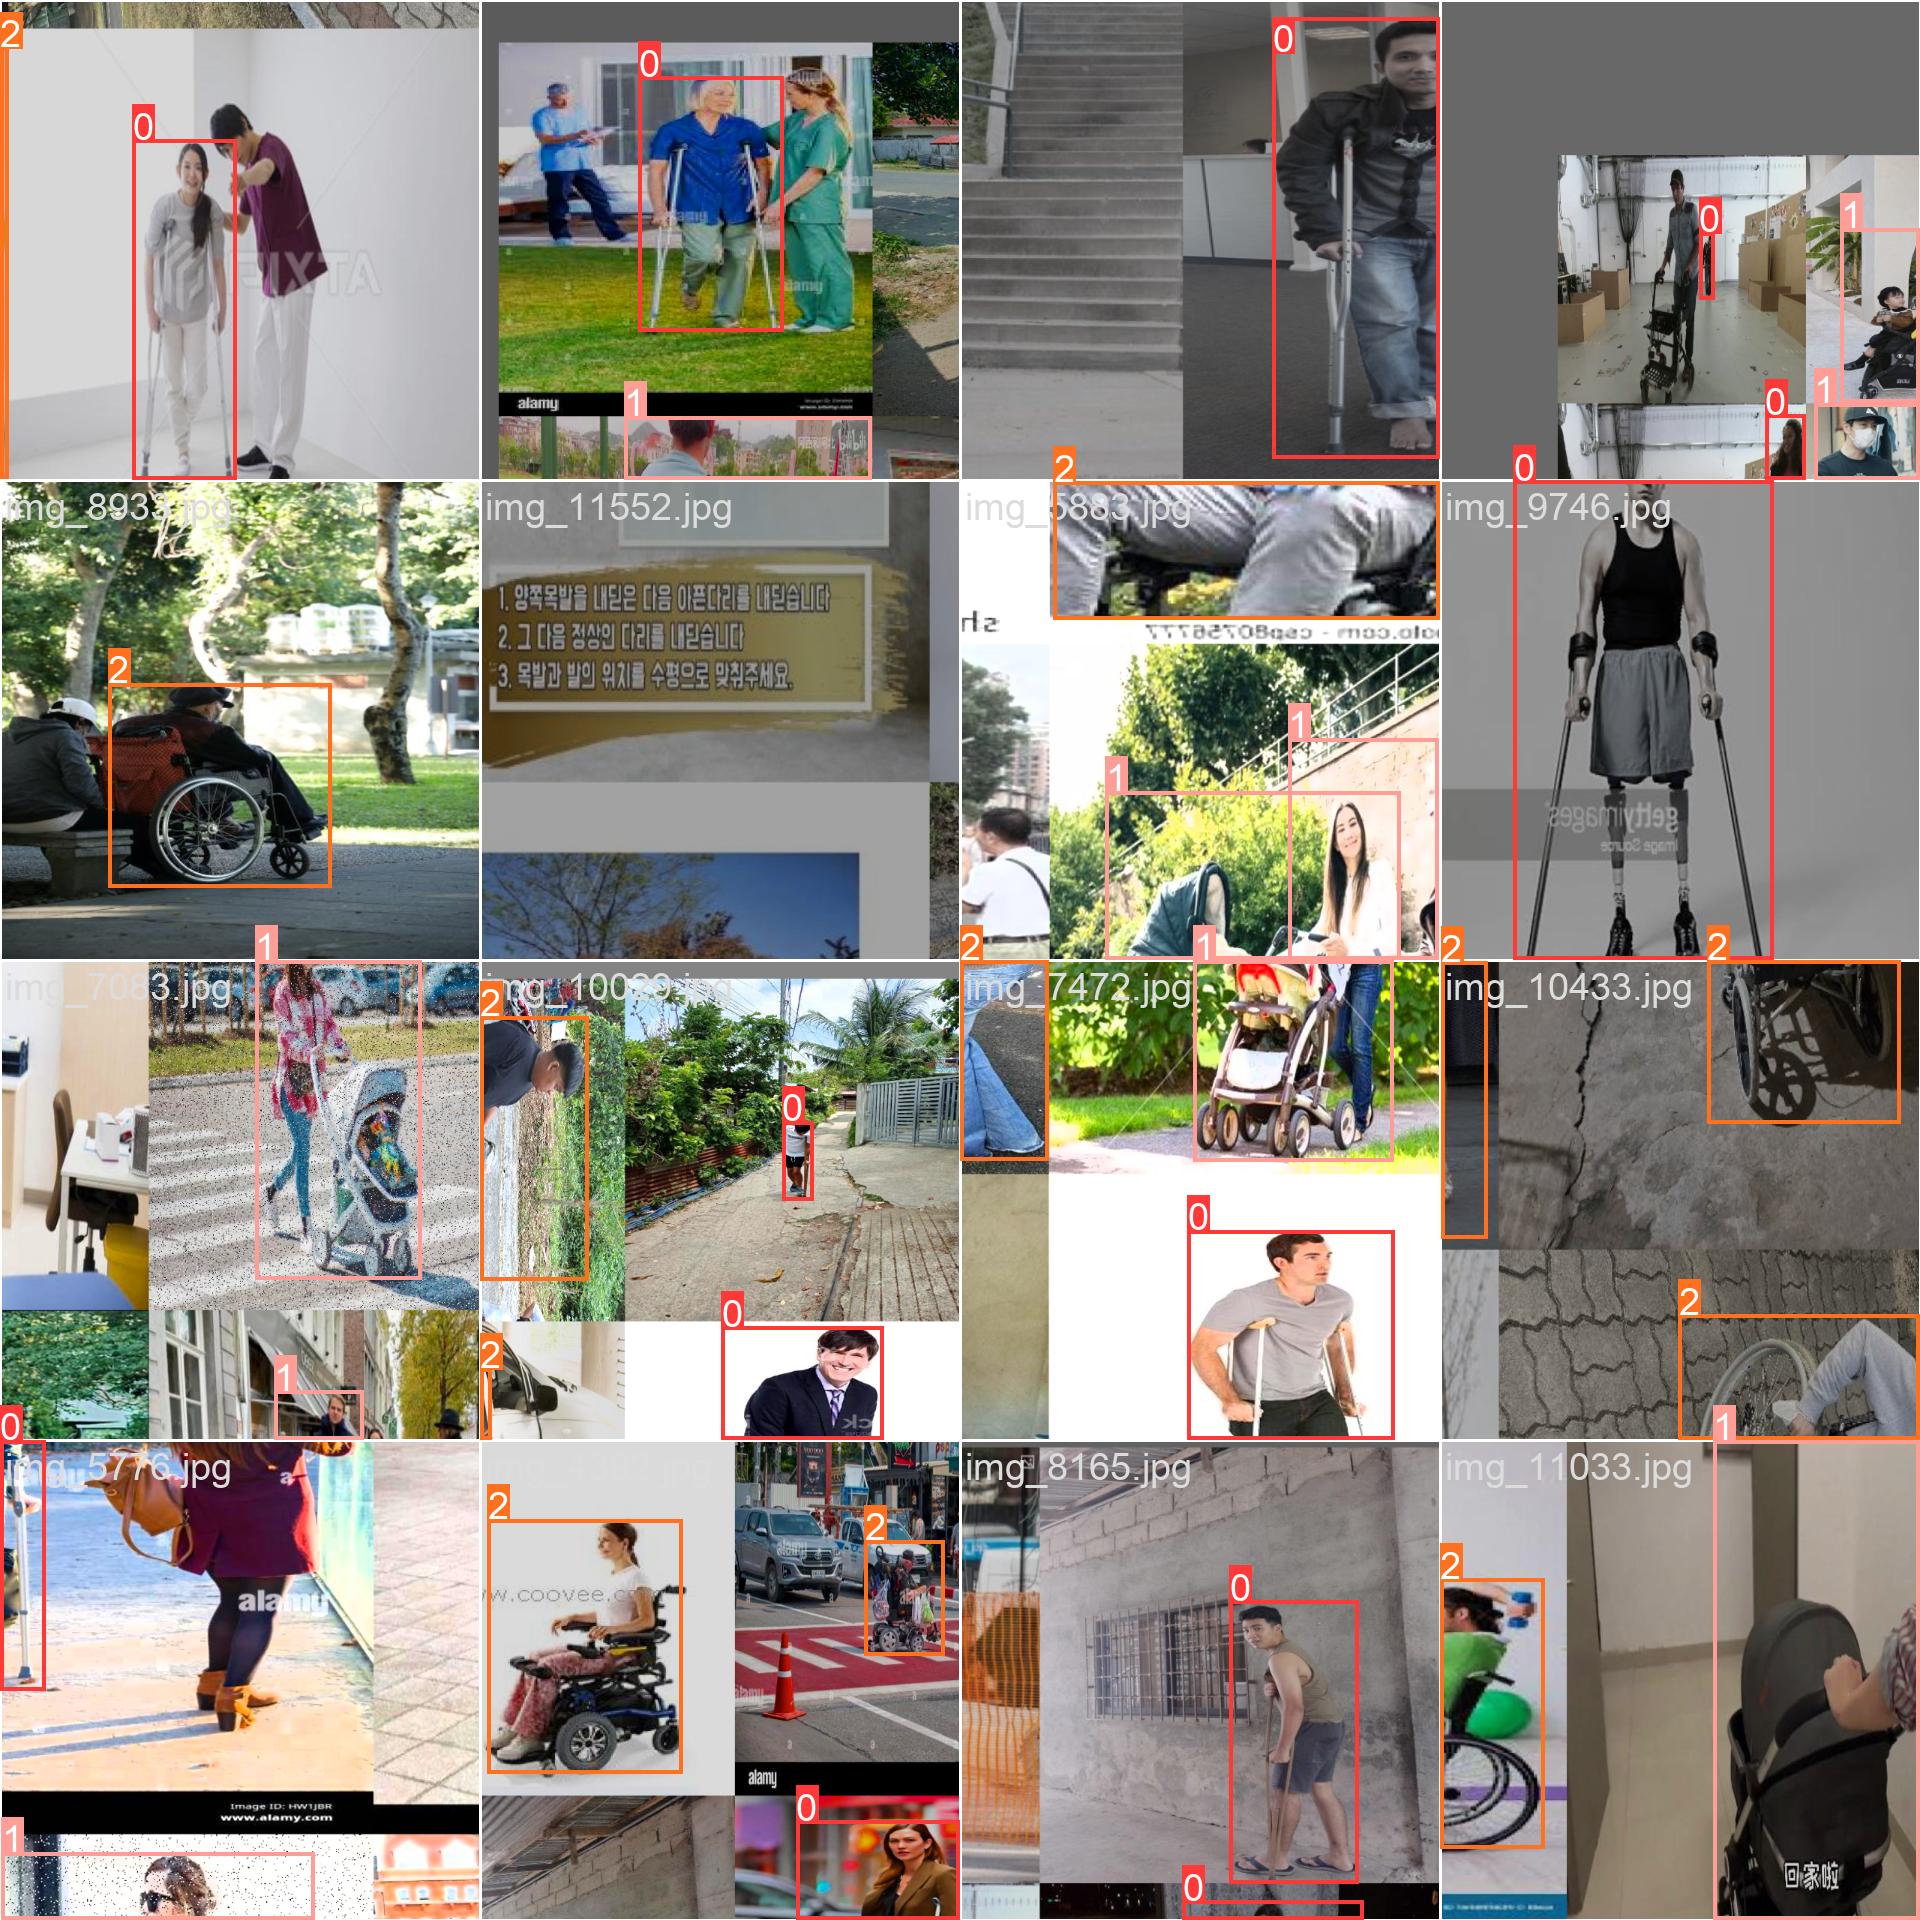 2
0
0
0
0
1
1
1
0
2
0
alamy
img_8933.jpg
img_11552.jpg
img_5883.jpg
img_9746.jpg
1. 양쪽목발을 내딛은 다음 아픈다리를 내딛습니다
2. 그 다음 정상인 다리를 내딛습니다
3. 목발과 발의 위치를 수평으로 맞춰주세요.
2
1
1
gettyimages
Image Source
1
2
1
2
2
img_7083.jpg
img_10029.jpg
img_7472.jpg
img_10433.jpg
2
0
0
2
1
0
0
2
1
img_5776.jpg
img_8165.jpg
img_11033.jpg
2
2
0
2
alamy
alamy
Image ID: HW1JBR
www.alamy.com
1
0
0
回家啦